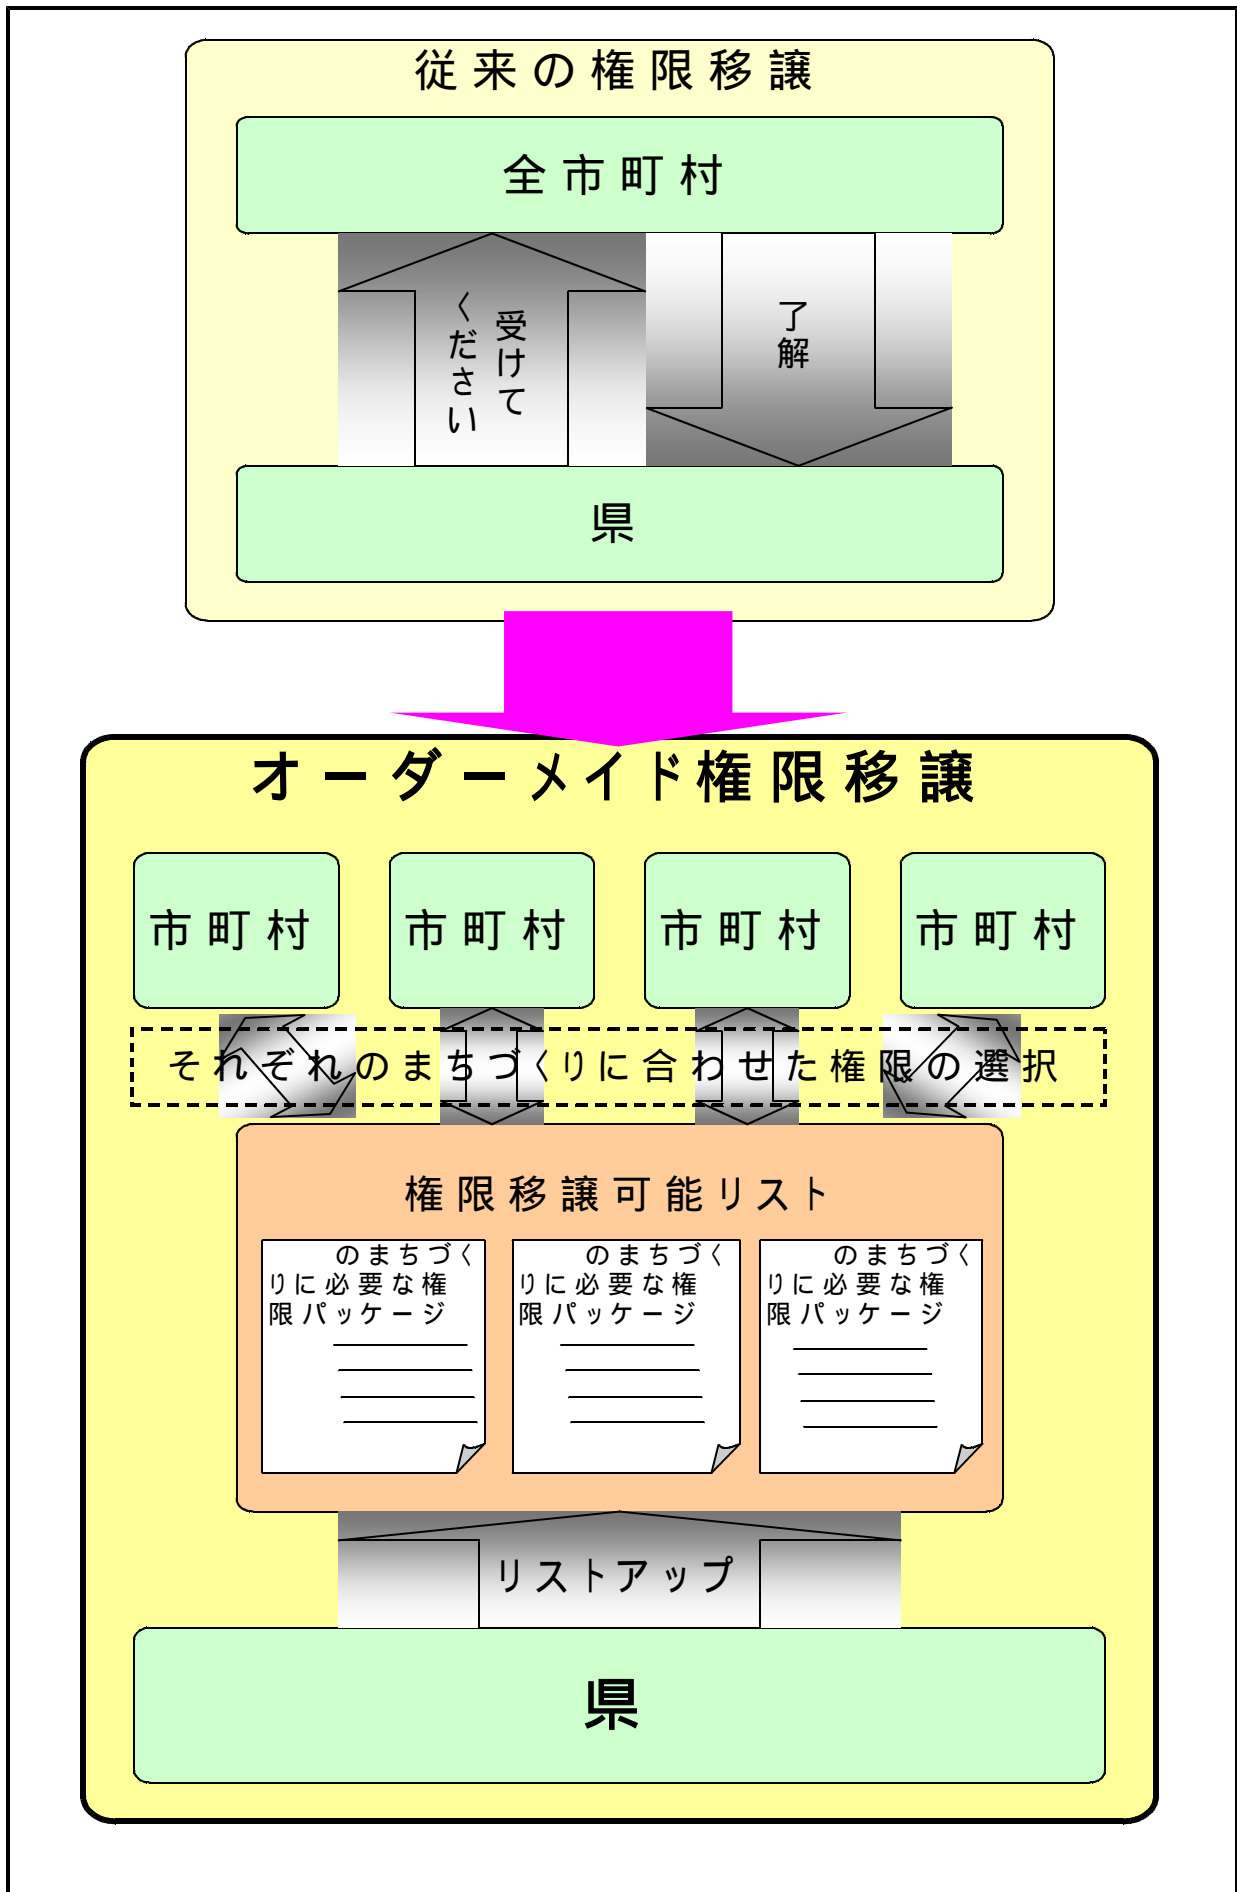 従来の権限移譲
全市町村
受けて
ください
了解
県
オーダーメイド権限移譲
市町村
市町村
市町村
市町村
それぞれのまちづくりに合わせた権限の選択
権限移譲可能リスト
のまちづく
りに必要な権
限パッケージ
のまちづく
りに必要な権
限パッケージ
のまちづく
りに必要な権
限パッケージ
リストアップ
県